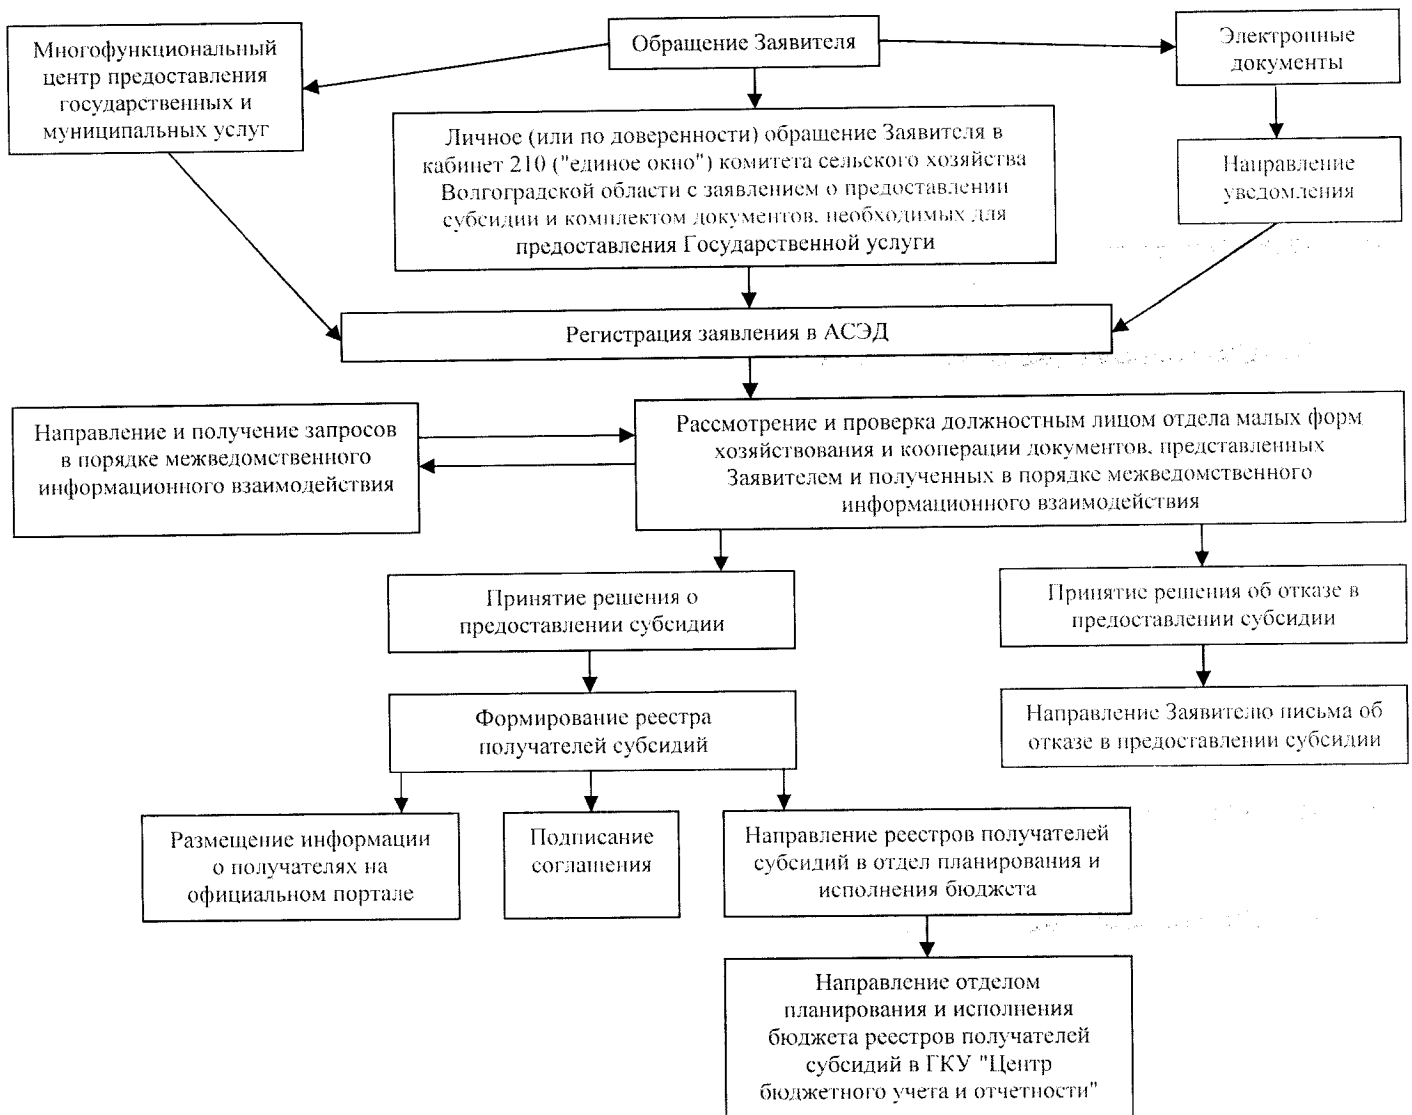 Многофункциональный
центр предоставления
государственных и
муниципальных услуг
Обращение Заявителя
Электронные
документы
Личное (или по доверенности) обращение Заявителя в
кабинет 210 ("единое окно") комитета сельского хозяйства
Волгоградской области с заявлением о предоставлении
субсидии и комплектом документов, необходимых для
предоставления Государственной услуги
Направление
уведомления
Регистрация заявления в АСЭД
Направление и получение запросов
в порядке межведомственного
информационного взаимодействия
Рассмотрение и проверка должностным лицом отдела малых форм
хозяйствования и кооперации документов, представленных
Заявителем и полученных в порядке межведомственного
информационного взаимодействия
Принятие решения о
предоставлении субсидии
Принятие решения об отказе в
предоставлении субсидии
Формирование реестра
получателей субсидий
Направление Заявителю письма об
отказе в предоставлении субсидии
Размещение информации
о получателях на
официальном портале
Подписание
соглашения
Направление реестров получателей
субсидий в отдел планирования и
исполнения бюджета
Направление отделом
планирования и исполнения
бюджета реестров получателей
субсидий в ГКУ "Центр
бюджетного учета и отчетности"